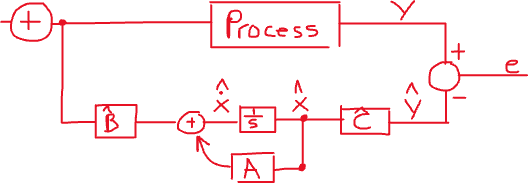 + Process y +
e
−
B̂ + ẋ̂ 1/s x̂ Ĉ ŷ
A